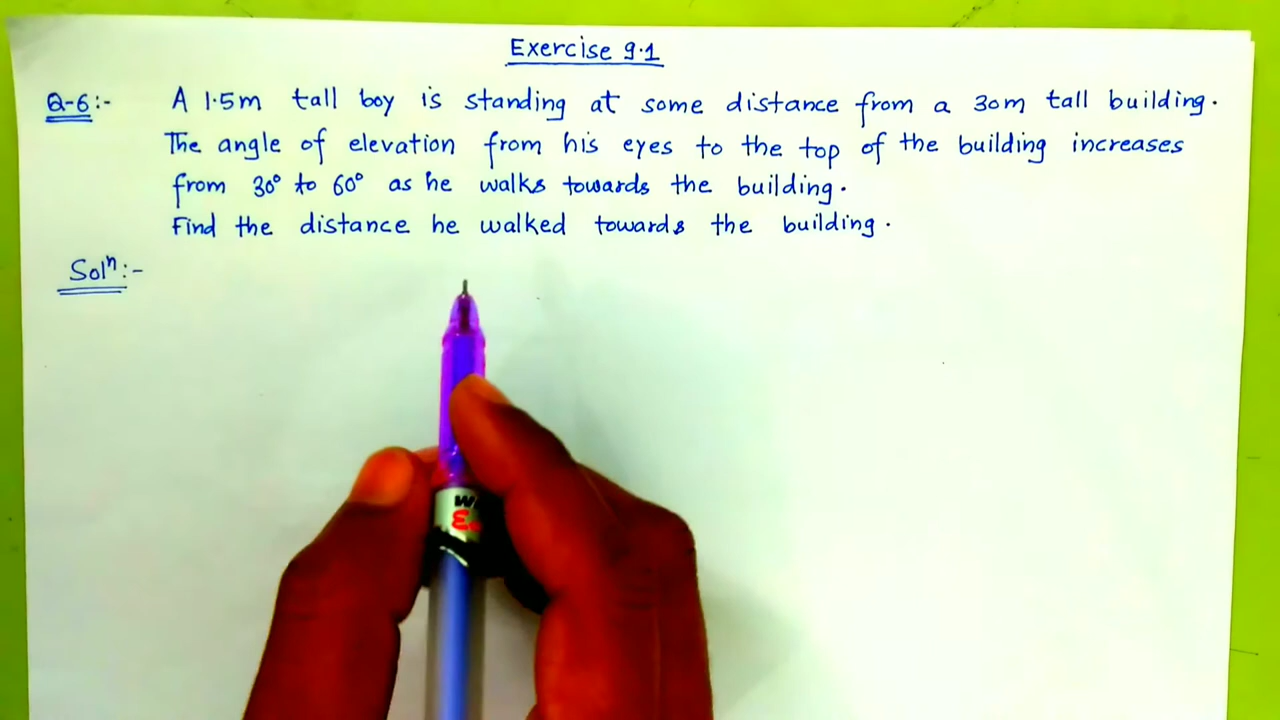 Exercise 9.1
Q-6:- A 1.5m tall boy is standing at some distance from a 30m tall building.
The angle of elevation from his eyes to the top of the building increases
from 30° to 60° as he walks towards the building.
Find the distance he walked towards the building.
Solⁿ:-